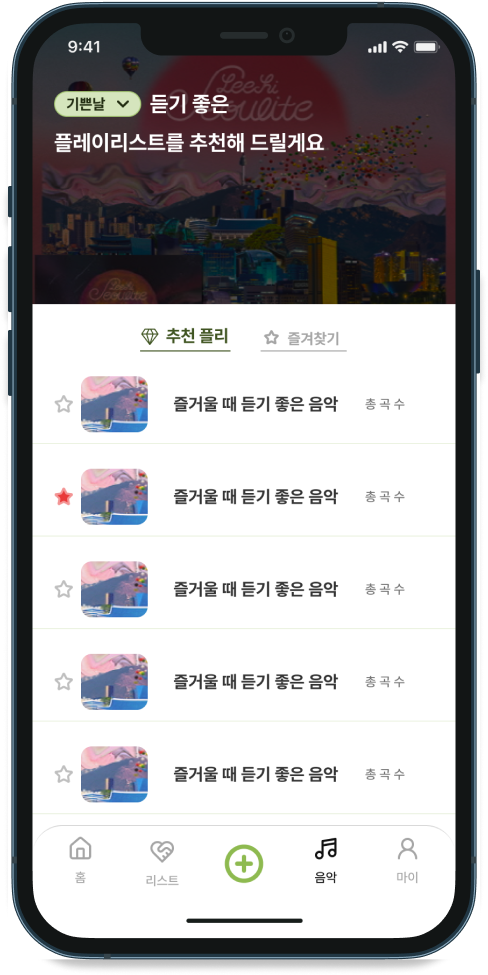 9:41
기쁜날 듣기 좋은
플레이리스트를 추천해 드릴게요
추천 플리 즐겨찾기
즐거울 때 듣기 좋은 음악 총 곡 수
즐거울 때 듣기 좋은 음악 총 곡 수
즐거울 때 듣기 좋은 음악 총 곡 수
즐거울 때 듣기 좋은 음악 총 곡 수
즐거울 때 듣기 좋은 음악 총 곡 수
홈 리스트 음악 마이